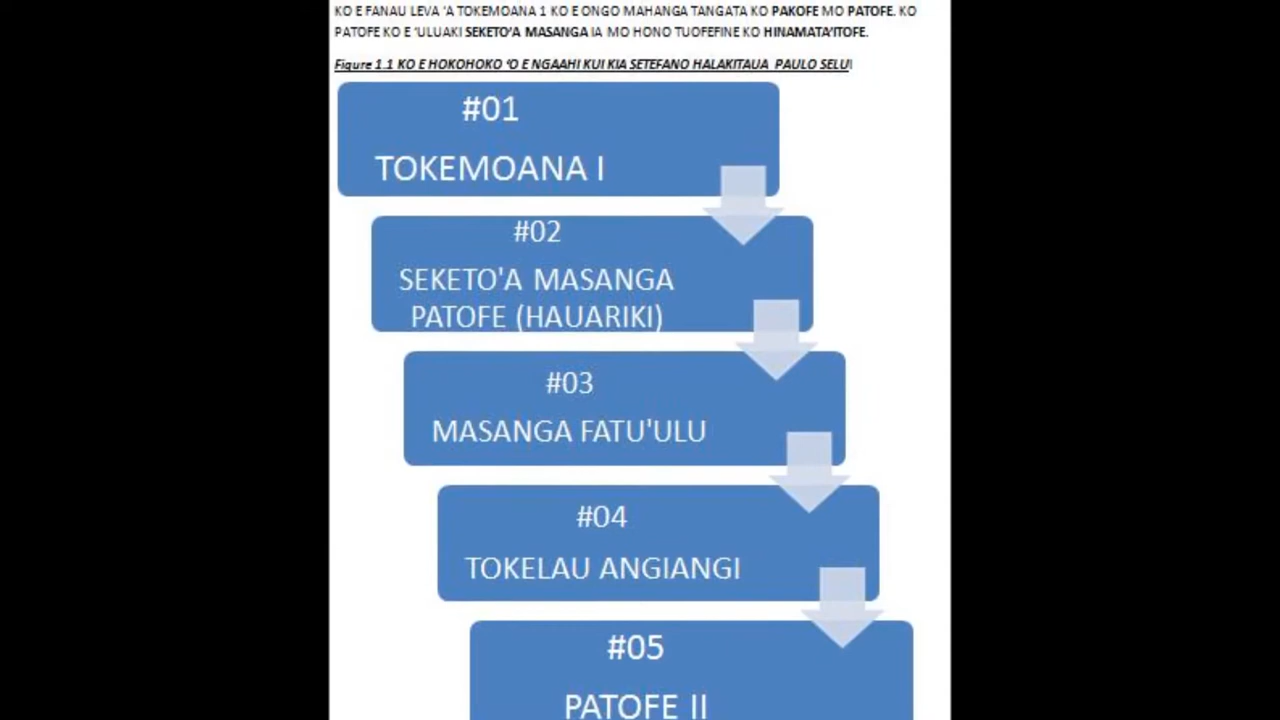 KO E FANAU LEVA 'A TOKEMOANA 1 KO E ONGO MAHANGA TANGATA KO PAKOFE MO PATOFE. KO
PATOFE KO E 'ULUAKI SEKETO'A MASANGA IA MO HONO TUOFEFINE KO HINAMATA'ITOFE.
Figure 1.1 KO E HOKOHOKO 'O E NGAAHI KUI KIA SETEFANO HALAKITAUA PAULO SELUI
#01
TOKEMOANA I
#02
SEKETO'A MASANGA
PATOFE (HAUARIKI)
#03
MASANGA FATU'ULU
#04
TOKELAU ANGIANGI
#05
PATOFE II